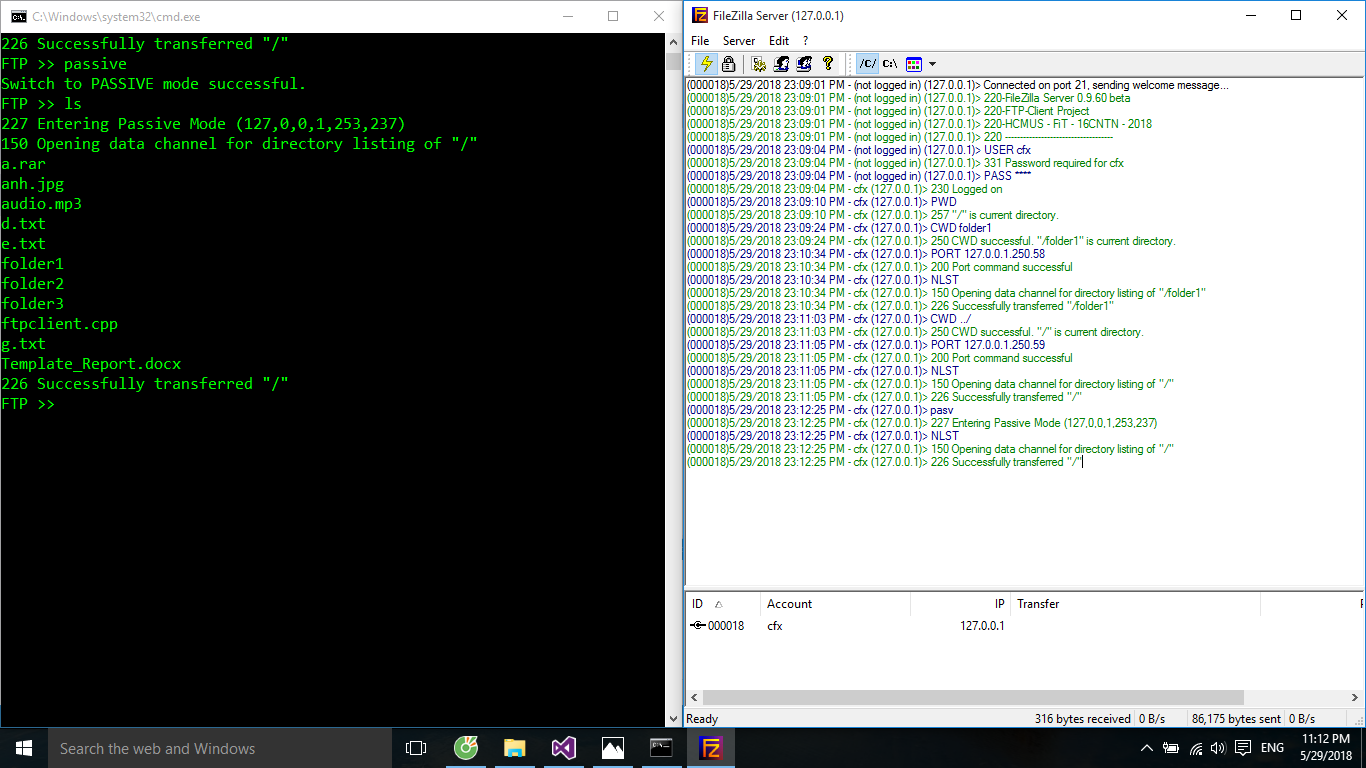 C:\Windows\system32\cmd.exe
226 Successfully transferred "/"
FTP >> passive
Switch to PASSIVE mode successful.
FTP >> ls
227 Entering Passive Mode (127,0,0,1,253,237)
150 Opening data channel for directory listing of "/"
a.rar
anh.jpg
audio.mp3
d.txt
e.txt
folder1
folder2
folder3
ftpclient.cpp
g.txt
Template_Report.docx
226 Successfully transferred "/"
FTP >>
FileZilla Server (127.0.0.1)
File Server Edit ?
/C/ C:\
(000018)5/29/2018 23:09:01 PM - (not logged in) (127.0.0.1)> Connected on port 21, sending welcome message...
(000018)5/29/2018 23:09:01 PM - (not logged in) (127.0.0.1)> 220-FileZilla Server 0.9.60 beta
(000018)5/29/2018 23:09:01 PM - (not logged in) (127.0.0.1)> 220-FTP-Client Project
(000018)5/29/2018 23:09:01 PM - (not logged in) (127.0.0.1)> 220-HCMUS - FiT - 16CNTN - 2018
(000018)5/29/2018 23:09:01 PM - (not logged in) (127.0.0.1)> 220 ------------------------------------
(000018)5/29/2018 23:09:04 PM - (not logged in) (127.0.0.1)> USER cfx
(000018)5/29/2018 23:09:04 PM - (not logged in) (127.0.0.1)> 331 Password required for cfx
(000018)5/29/2018 23:09:04 PM - (not logged in) (127.0.0.1)> PASS ****
(000018)5/29/2018 23:09:04 PM - cfx (127.0.0.1)> 230 Logged on
(000018)5/29/2018 23:09:10 PM - cfx (127.0.0.1)> PWD
(000018)5/29/2018 23:09:10 PM - cfx (127.0.0.1)> 257 "/" is current directory.
(000018)5/29/2018 23:09:24 PM - cfx (127.0.0.1)> CWD folder1
(000018)5/29/2018 23:09:24 PM - cfx (127.0.0.1)> 250 CWD successful. "/folder1" is current directory.
(000018)5/29/2018 23:10:34 PM - cfx (127.0.0.1)> PORT 127.0.0.1.250.58
(000018)5/29/2018 23:10:34 PM - cfx (127.0.0.1)> 200 Port command successful
(000018)5/29/2018 23:10:34 PM - cfx (127.0.0.1)> NLST
(000018)5/29/2018 23:10:34 PM - cfx (127.0.0.1)> 150 Opening data channel for directory listing of "/folder1"
(000018)5/29/2018 23:10:34 PM - cfx (127.0.0.1)> 226 Successfully transferred "/folder1"
(000018)5/29/2018 23:11:03 PM - cfx (127.0.0.1)> CWD ../
(000018)5/29/2018 23:11:03 PM - cfx (127.0.0.1)> 250 CWD successful. "/" is current directory.
(000018)5/29/2018 23:11:05 PM - cfx (127.0.0.1)> PORT 127.0.0.1.250.59
(000018)5/29/2018 23:11:05 PM - cfx (127.0.0.1)> 200 Port command successful
(000018)5/29/2018 23:11:05 PM - cfx (127.0.0.1)> NLST
(000018)5/29/2018 23:11:05 PM - cfx (127.0.0.1)> 150 Opening data channel for directory listing of "/"
(000018)5/29/2018 23:11:05 PM - cfx (127.0.0.1)> 226 Successfully transferred "/"
(000018)5/29/2018 23:12:25 PM - cfx (127.0.0.1)> pasv
(000018)5/29/2018 23:12:25 PM - cfx (127.0.0.1)> 227 Entering Passive Mode (127,0,0,1,253,237)
(000018)5/29/2018 23:12:25 PM - cfx (127.0.0.1)> NLST
(000018)5/29/2018 23:12:25 PM - cfx (127.0.0.1)> 150 Opening data channel for directory listing of "/"
(000018)5/29/2018 23:12:25 PM - cfx (127.0.0.1)> 226 Successfully transferred "/"
ID Account IP Transfer
000018 cfx 127.0.0.1
Ready 316 bytes received 0 B/s 86,175 bytes sent 0 B/s
Search the web and Windows
ENG
11:12 PM
5/29/2018